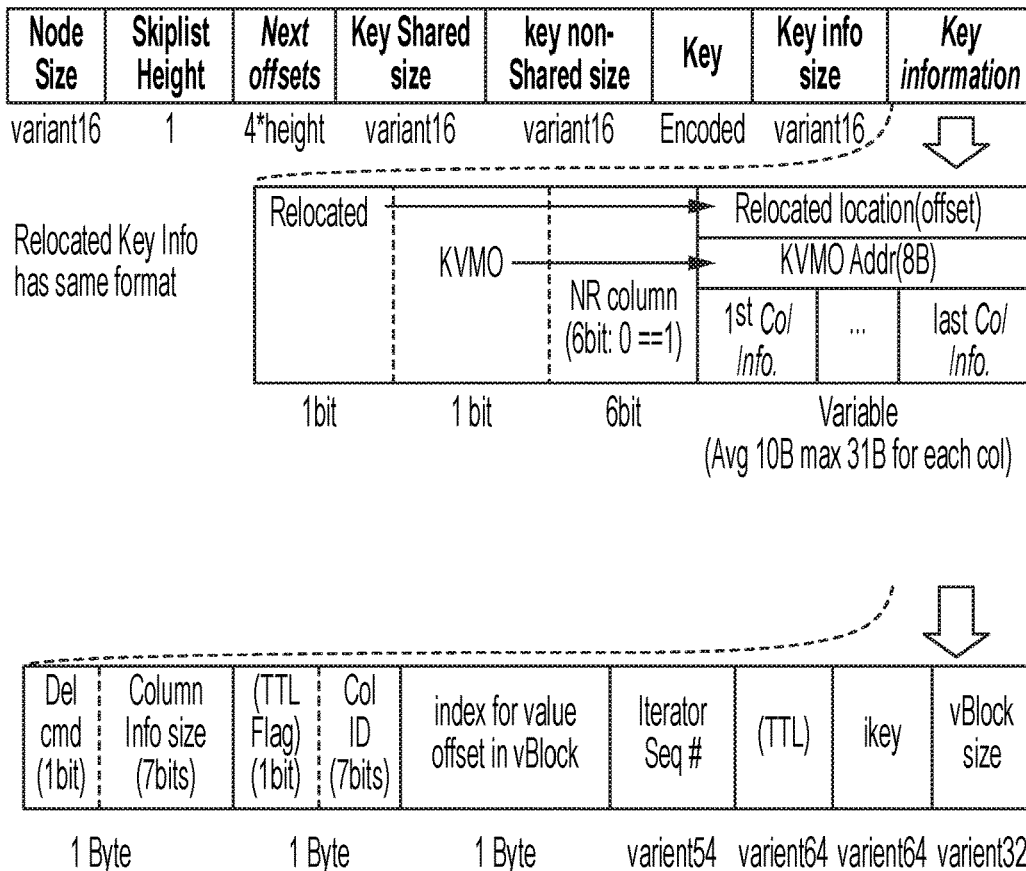 Node Size
Skiplist Height
Next offsets
Key Shared size
key non-Shared size
Key
Key info size
Key information
variant16
1
4*height
variant16
variant16
Encoded
variant16
Relocated Key Info
has same format
Relocated
Relocated location(offset)
KVMO
KVMO Addr(8B)
NR column
(6bit: 0 ==1)
1st Col
Info.
...
last Col
Info.
1bit
1 bit
6bit
Variable
(Avg 10B max 31B for each col)
Del
cmd
(1bit)
Column
Info size
(7bits)
(TTL
Flag)
(1bit)
Col
ID
(7bits)
index for value
offset in vBlock
Iterator
Seq #
(TTL)
ikey
vBlock
size
1 Byte
1 Byte
1 Byte
varient54
varient64
varient64
varient32